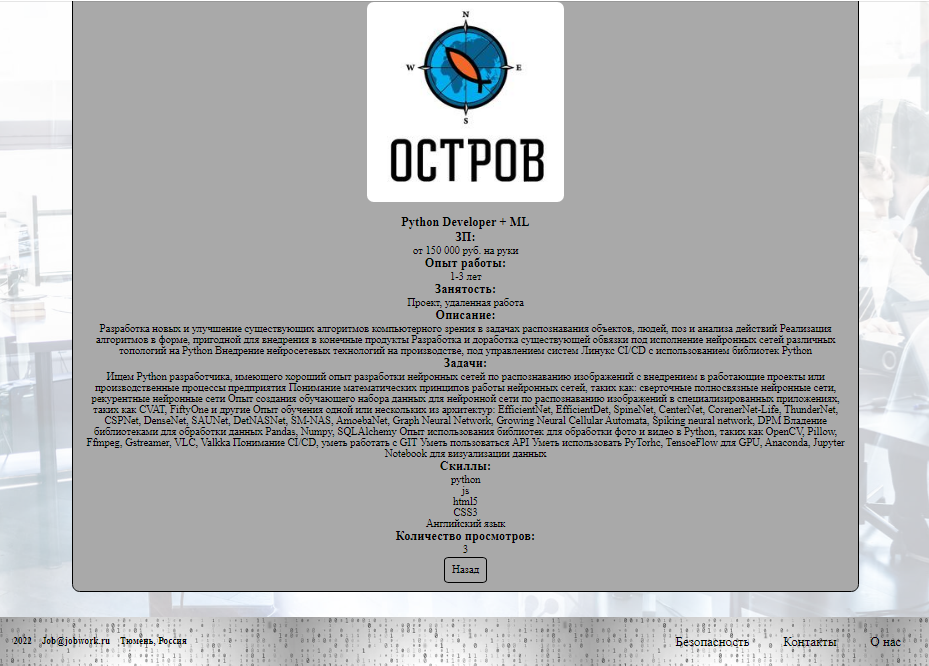 N
W E
S
ОСТРОВ
Python Developer + ML
ЗП:
от 150 000 руб. на руки
Опыт работы:
1-3 лет
Занятость:
Проект, удаленная работа
Описание:
Разработка новых и улучшение существующих алгоритмов компьютерного зрения в задачах распознавания объектов, людей, поз и анализа действий Реализация
алгоритмов в форме, пригодной для внедрения в конечные продукты Разработка и доработка существующей обвязки под исполнение нейронных сетей различных
топологий на Python Внедрение нейросетевых технологий на производстве, под управлением систем Линукс CI/CD с использованием библиотек Python
Задачи:
Ищем Python разработчика, имеющего хороший опыт разработки нейронных сетей по распознованию изображений с внедрением в работающие проекты или
производственные процессы предприятия Понимание математических принципов работы нейронных сетей, таких как: сверточные полносвязные нейронные сети,
рекурентные нейронные сети Опыт создания обучающего набора данных для нейронной сети по распознованию изображений в специализированных приложениях,
таких как CVAT, FiftyOne и другие Опыт обучения одной или нескольких из архитектур: EfficientNet, EfficientDet, SpineNet, CenterNet, CorenerNet-Life, ThunderNet,
CSPNet, DenseNet, SAUNet, DetNASNet, SM-NAS, AmoebaNet, Graph Neural Network, Growing Neural Cellular Automata, Spiking neural network, DPM Владение
библиотеками для обработки данных Pandas, Numpy, SQLAlchemy Опыт использования библиотек для обработки фото и видео в Python, таких как OpenCV, Pillow,
Ffmpeg, Gstreamer, VLC, Valkka Понимание CI/CD, уметь работать с GIT Уметь пользоваться API Уметь использовать PyTorhc, TensoeFlow для GPU, Anaconda, Jupyter
Notebook для визуализации данных
Скиллы:
python
js
html5
CSS3
Английский язык
Количество просмотров:
3
Назад
2022 Job@jobwork.ru Тюмень, Россия Безопасность Контакты О нас